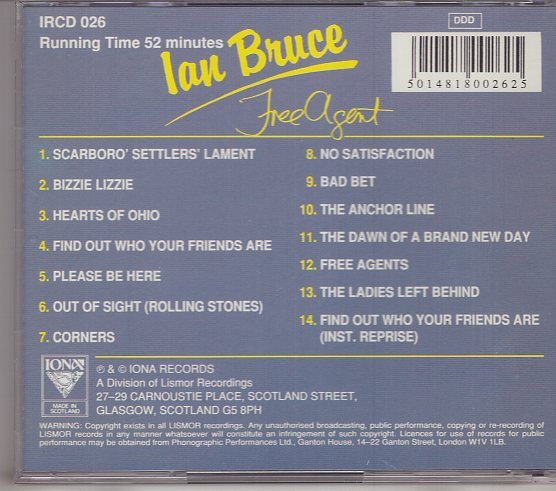 IRCD 026
DDD
Running Time 52 minutes
Ian Bruce
5014818002625
Free Agent
1. SCARBORO' SETTLERS' LAMENT
2. BIZZIE LIZZIE
3. HEARTS OF OHIO
4. FIND OUT WHO YOUR FRIENDS ARE
5. PLEASE BE HERE
6. OUT OF SIGHT (ROLLING STONES)
7. CORNERS
8. NO SATISFACTION
9. BAD BET
10. THE ANCHOR LINE
11. THE DAWN OF A BRAND NEW DAY
12. FREE AGENTS
13. THE LADIES LEFT BEHIND
14. FIND OUT WHO YOUR FRIENDS ARE
(INST. REPRISE)
IONA
MADE IN
SCOTLAND
℗ & © IONA RECORDS
A Division of Lismor Recordings
27–29 CARNOUSTIE PLACE, SCOTLAND STREET,
GLASGOW, SCOTLAND G5 8PH
WARNING: Copyright exists in all LISMOR recordings. Any unauthorised broadcasting, public performance, copying or re-recording of
LISMOR records in any manner whatsoever will constitute an infringement of such copyright. Licences for use of records for public
performance may be obtained from Phonographic Performances Ltd., Ganton House, 14–22 Ganton Street, London W1V 1LB.